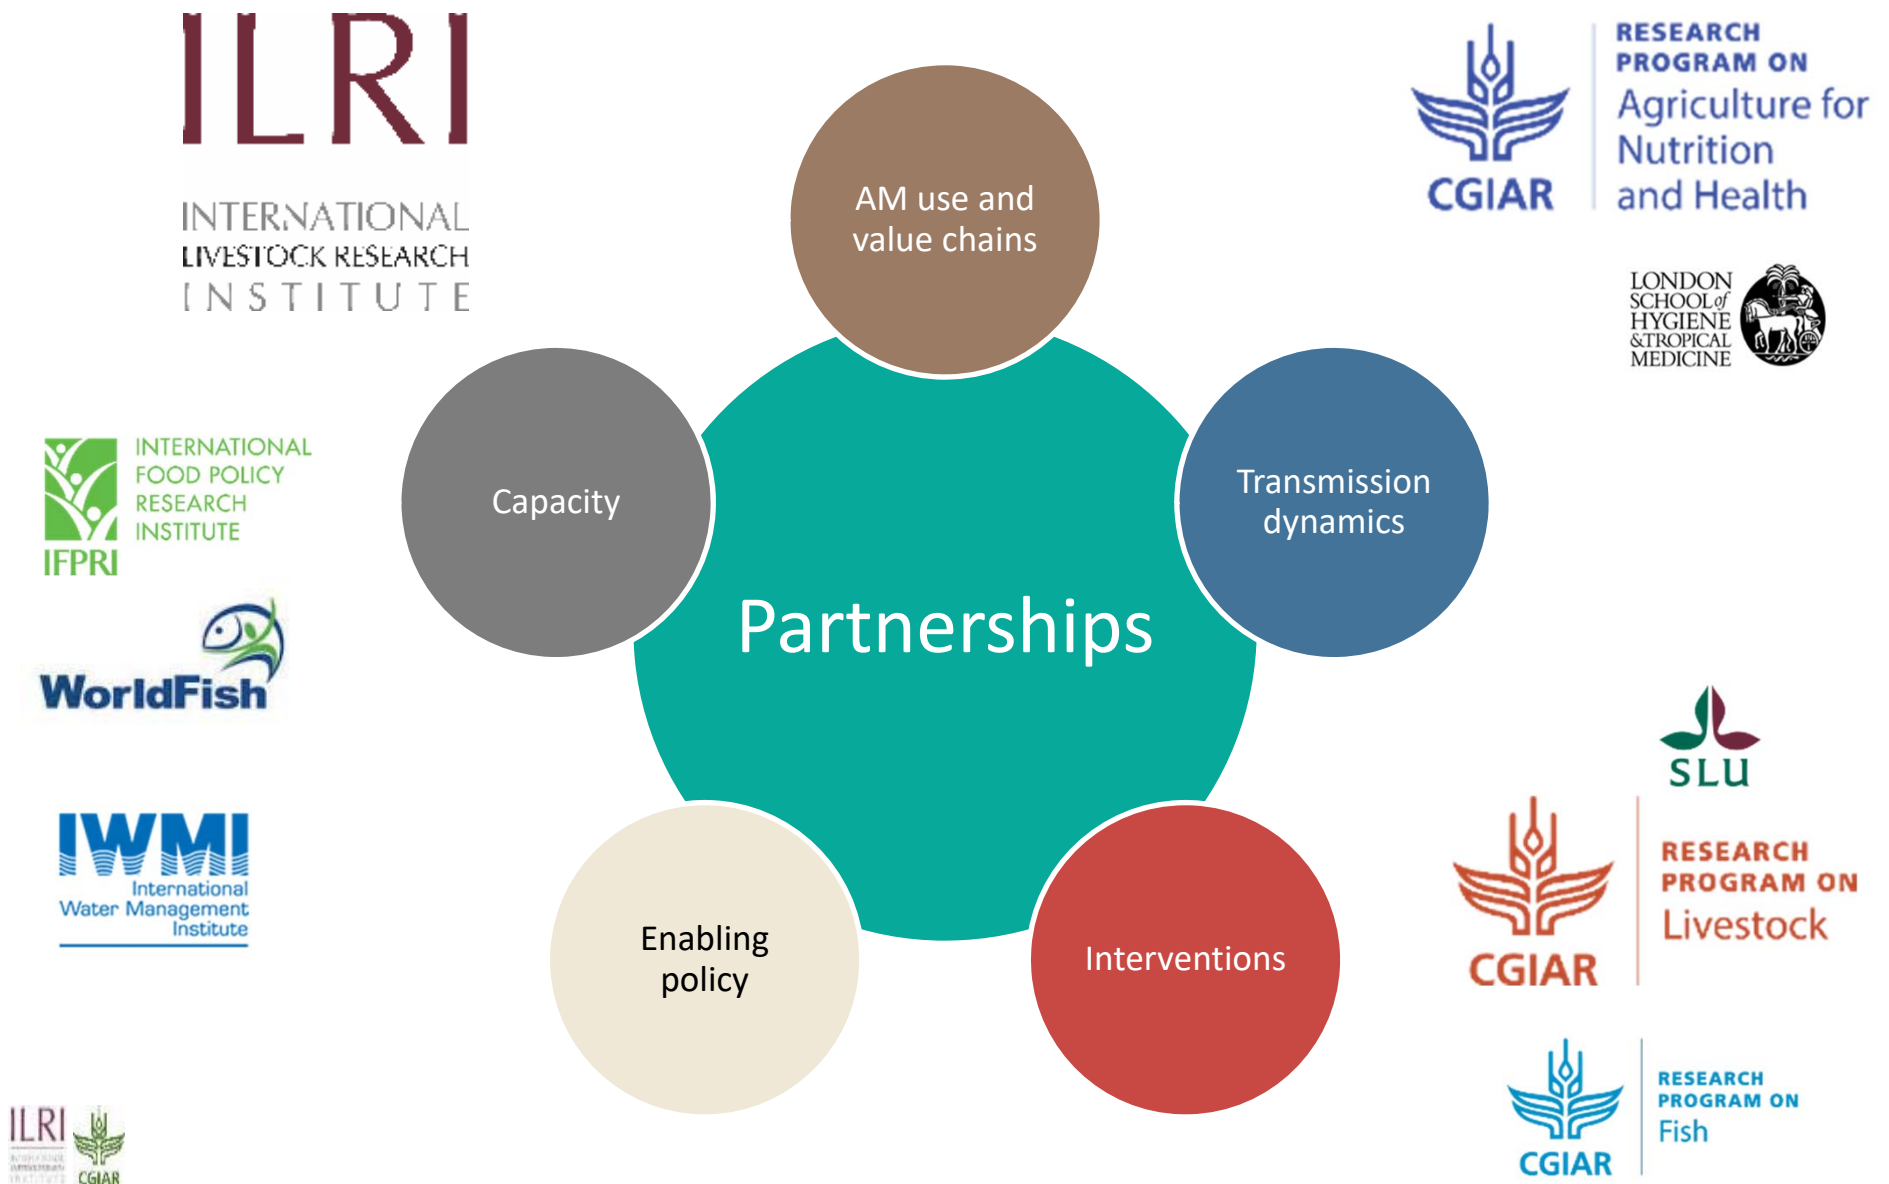 ILRI
INTERNATIONAL
LIVESTOCK RESEARCH
INSTITUTE
RESEARCH
PROGRAM ON
Agriculture for
Nutrition
and Health
CGIAR
LONDON
SCHOOL of
HYGIENE
& TROPICAL
MEDICINE
AM use and
value chains
Capacity
Transmission
dynamics
Partnerships
Enabling
policy
Interventions
INTERNATIONAL
FOOD POLICY
RESEARCH
INSTITUTE
IFPRI
WorldFish
IWMI
International
Water Management
Institute
SLU
RESEARCH
PROGRAM ON
Livestock
CGIAR
RESEARCH
PROGRAM ON
Fish
CGIAR
ILRI
CGIAR